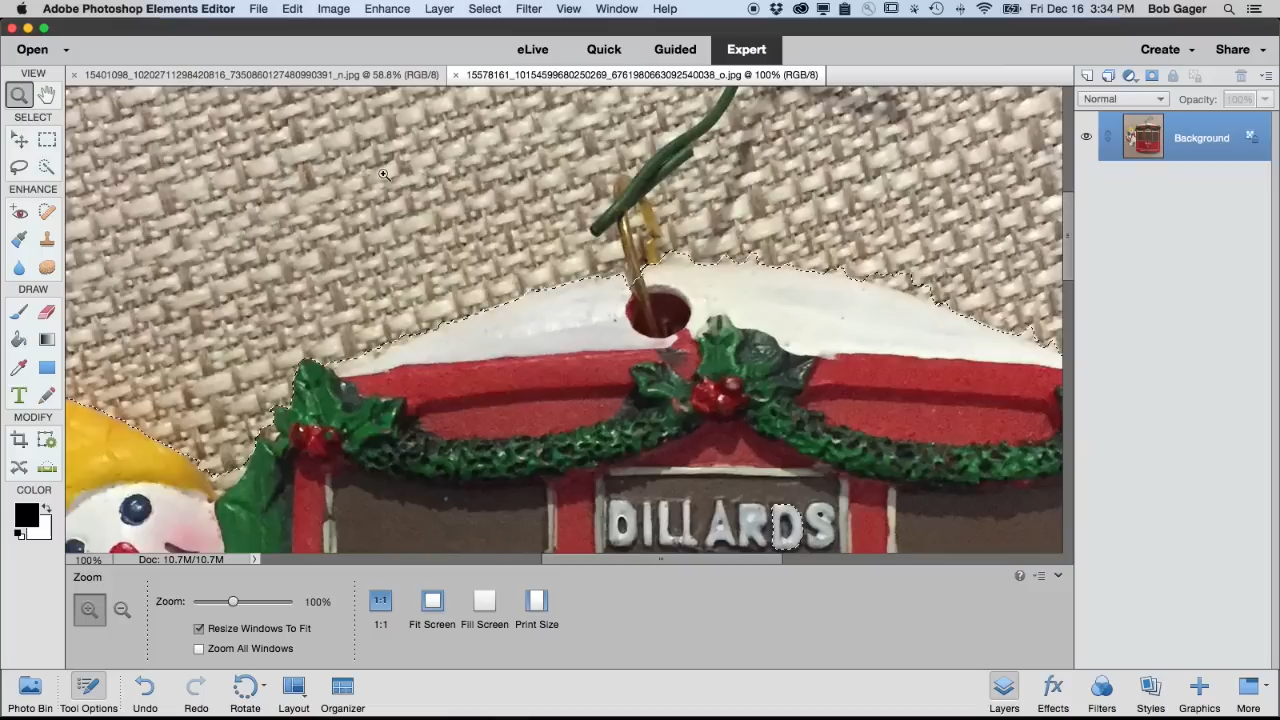 Adobe Photoshop Elements Editor File Edit Image Enhance Layer Select Filter View Window Help Fri Dec 16 3:34 PM Bob Gager
Open eLive Quick Guided Expert Create Share
VIEW
× 15401098_10202711298420816_7350860127480990391_n.jpg @ 58.8% (RGB/8) × 15578161_10154599680250269_6761980663092540038_o.jpg @ 100% (RGB/8)
Normal Opacity: 100%
SELECT
Background
ENHANCE
DRAW
T
MODIFY
COLOR
DILLARDS
100% Doc: 10.7M/10.7M
Zoom
Zoom: 100%
1:1
1:1 Fit Screen Fill Screen Print Size
Resize Windows To Fit
Zoom All Windows
Photo Bin Tool Options Undo Redo Rotate Layout Organizer
fx
Layers Effects Filters Styles Graphics More